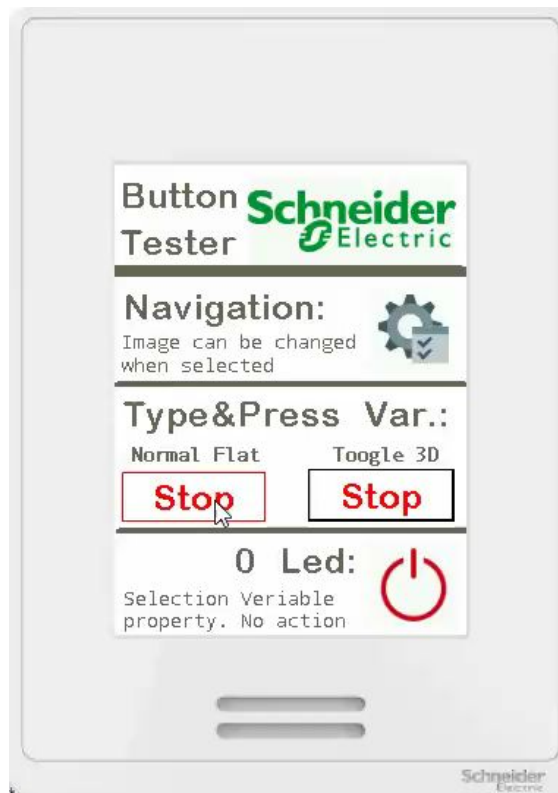 Button
Tester
Schneider
Electric
Navigation:
Image can be changed
when selected
Type&Press Var.:
Normal Flat
Toogle 3D
Stop
Stop
0 Led:
Selection Veriable
property. No action
Schneider
Electric